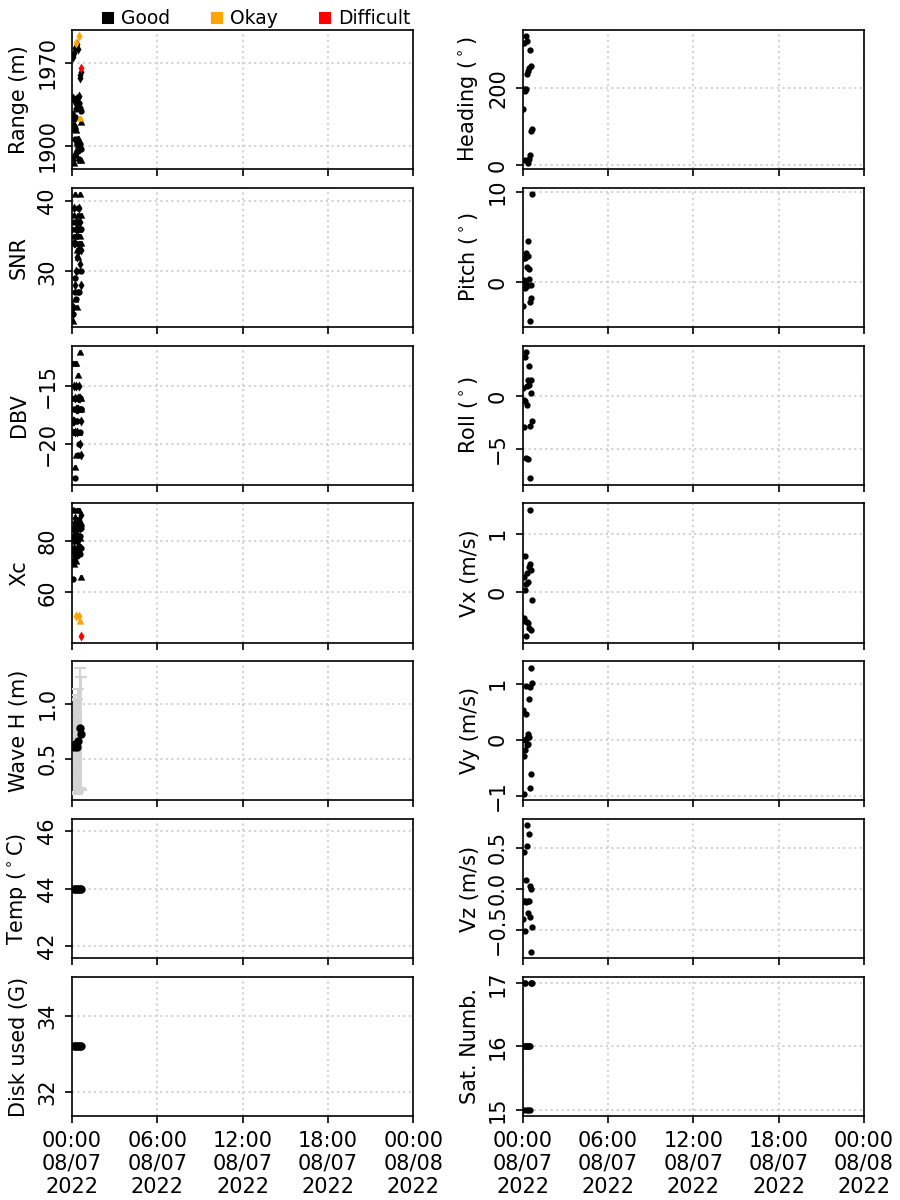 Good Okay Difficult
Range (m)
1970
1900
Heading (°)
200
0
SNR
40
30
Pitch (°)
10
0
DBV
−15
−20
Roll (°)
0
−5
Xc
80
60
Vx (m/s)
1
0
Wave H (m)
1.0
0.5
Vy (m/s)
1
0
−1
Temp (°C)
46
44
42
Vz (m/s)
0.5
0.0
−0.5
Disk used (G)
34
32
Sat. Numb.
17
16
15
00:00 06:00 12:00 18:00 00:00
08/07 08/07 08/07 08/07 08/08
2022 2022 2022 2022 2022
00:00 06:00 12:00 18:00 00:00
08/07 08/07 08/07 08/07 08/08
2022 2022 2022 2022 2022